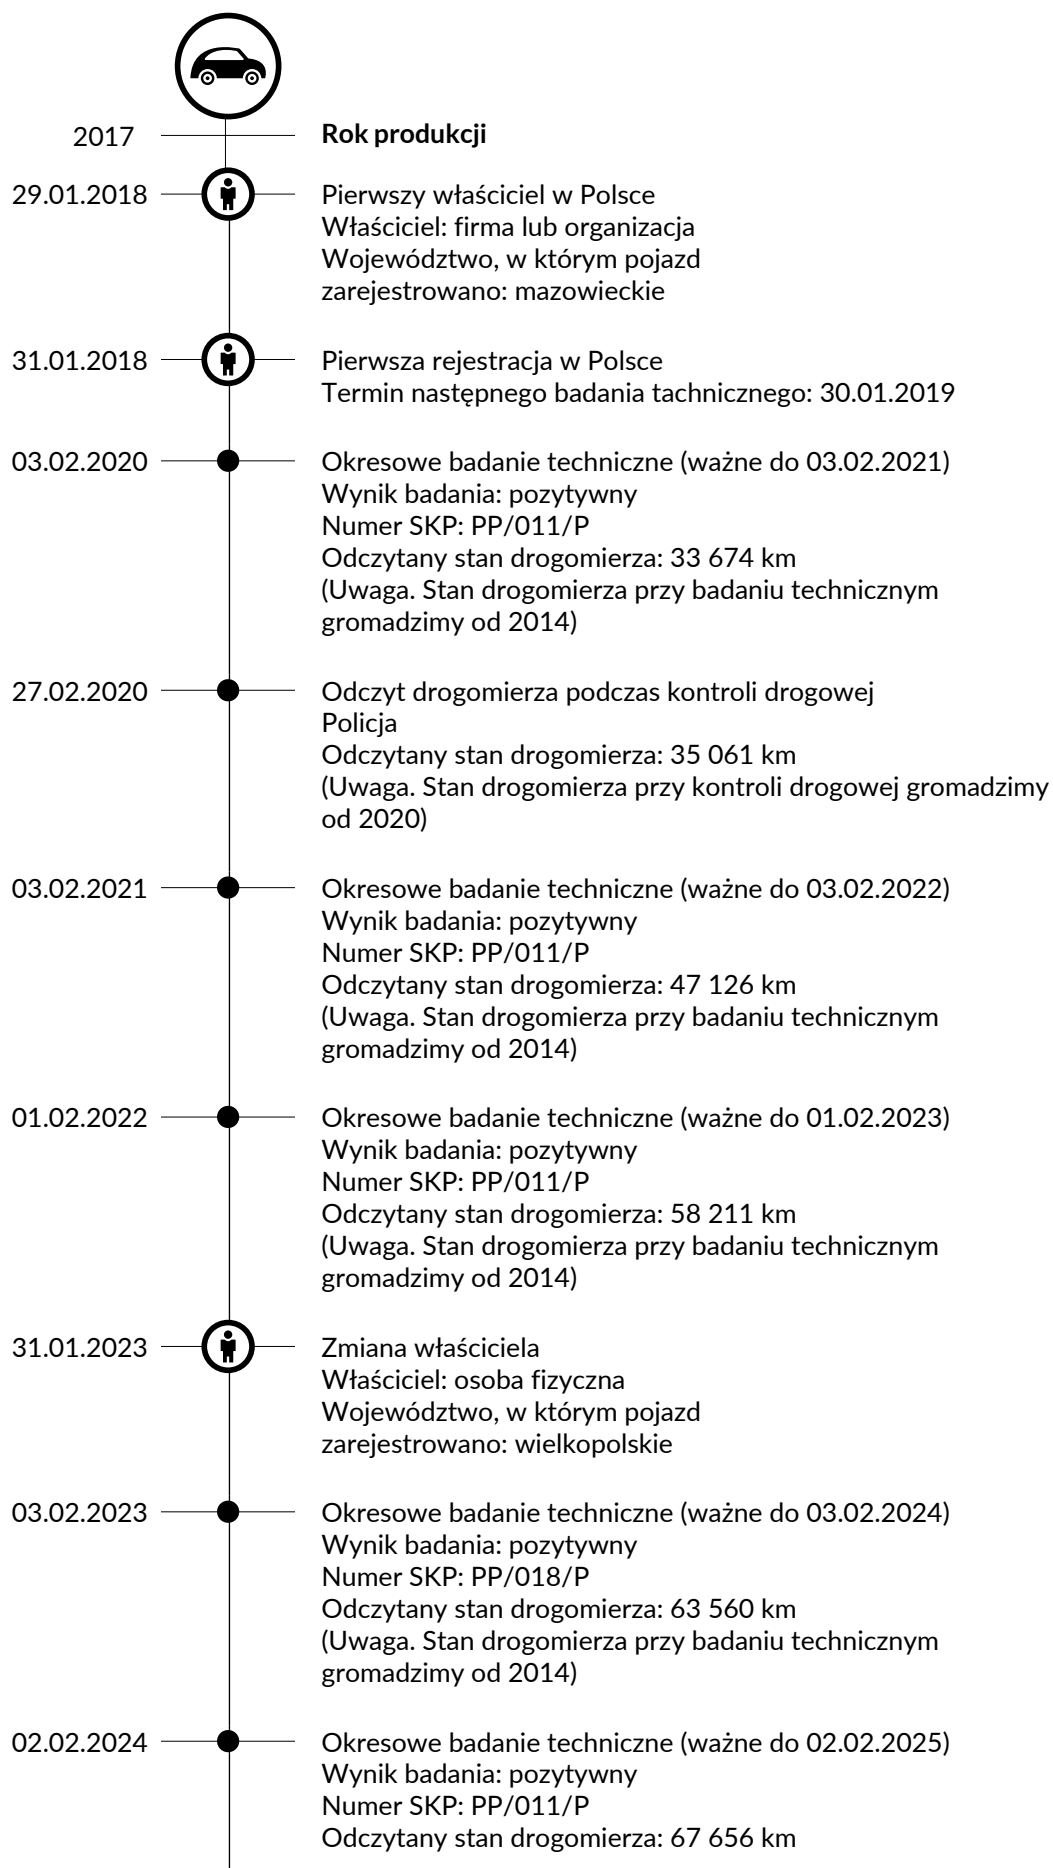 2017 Rok produkcji
29.01.2018 Pierwszy właściciel w Polsce
Właściciel: firma lub organizacja
Województwo, w którym pojazd
zarejestrowano: mazowieckie
31.01.2018 Pierwsza rejestracja w Polsce
Termin następnego badania tachnicznego: 30.01.2019
03.02.2020 Okresowe badanie techniczne (ważne do 03.02.2021)
Wynik badania: pozytywny
Numer SKP: PP/011/P
Odczytany stan drogomierza: 33 674 km
(Uwaga. Stan drogomierza przy badaniu technicznym
gromadzimy od 2014)
27.02.2020 Odczyt drogomierza podczas kontroli drogowej
Policja
Odczytany stan drogomierza: 35 061 km
(Uwaga. Stan drogomierza przy kontroli drogowej gromadzimy
od 2020)
03.02.2021 Okresowe badanie techniczne (ważne do 03.02.2022)
Wynik badania: pozytywny
Numer SKP: PP/011/P
Odczytany stan drogomierza: 47 126 km
(Uwaga. Stan drogomierza przy badaniu technicznym
gromadzimy od 2014)
01.02.2022 Okresowe badanie techniczne (ważne do 01.02.2023)
Wynik badania: pozytywny
Numer SKP: PP/011/P
Odczytany stan drogomierza: 58 211 km
(Uwaga. Stan drogomierza przy badaniu technicznym
gromadzimy od 2014)
31.01.2023 Zmiana właściciela
Właściciel: osoba fizyczna
Województwo, w którym pojazd
zarejestrowano: wielkopolskie
03.02.2023 Okresowe badanie techniczne (ważne do 03.02.2024)
Wynik badania: pozytywny
Numer SKP: PP/018/P
Odczytany stan drogomierza: 63 560 km
(Uwaga. Stan drogomierza przy badaniu technicznym
gromadzimy od 2014)
02.02.2024 Okresowe badanie techniczne (ważne do 02.02.2025)
Wynik badania: pozytywny
Numer SKP: PP/011/P
Odczytany stan drogomierza: 67 656 km